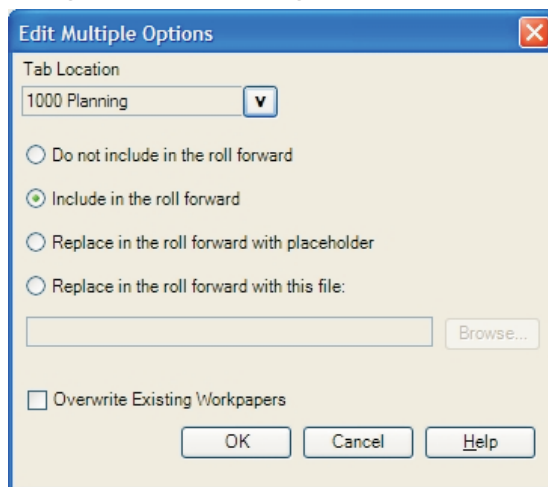 Edit Multiple Options
Tab Location
1000 Planning
v
Do not include in the roll forward
Include in the roll forward
Replace in the roll forward with placeholder
Replace in the roll forward with this file:
Browse...
Overwrite Existing Workpapers
OK Cancel Help